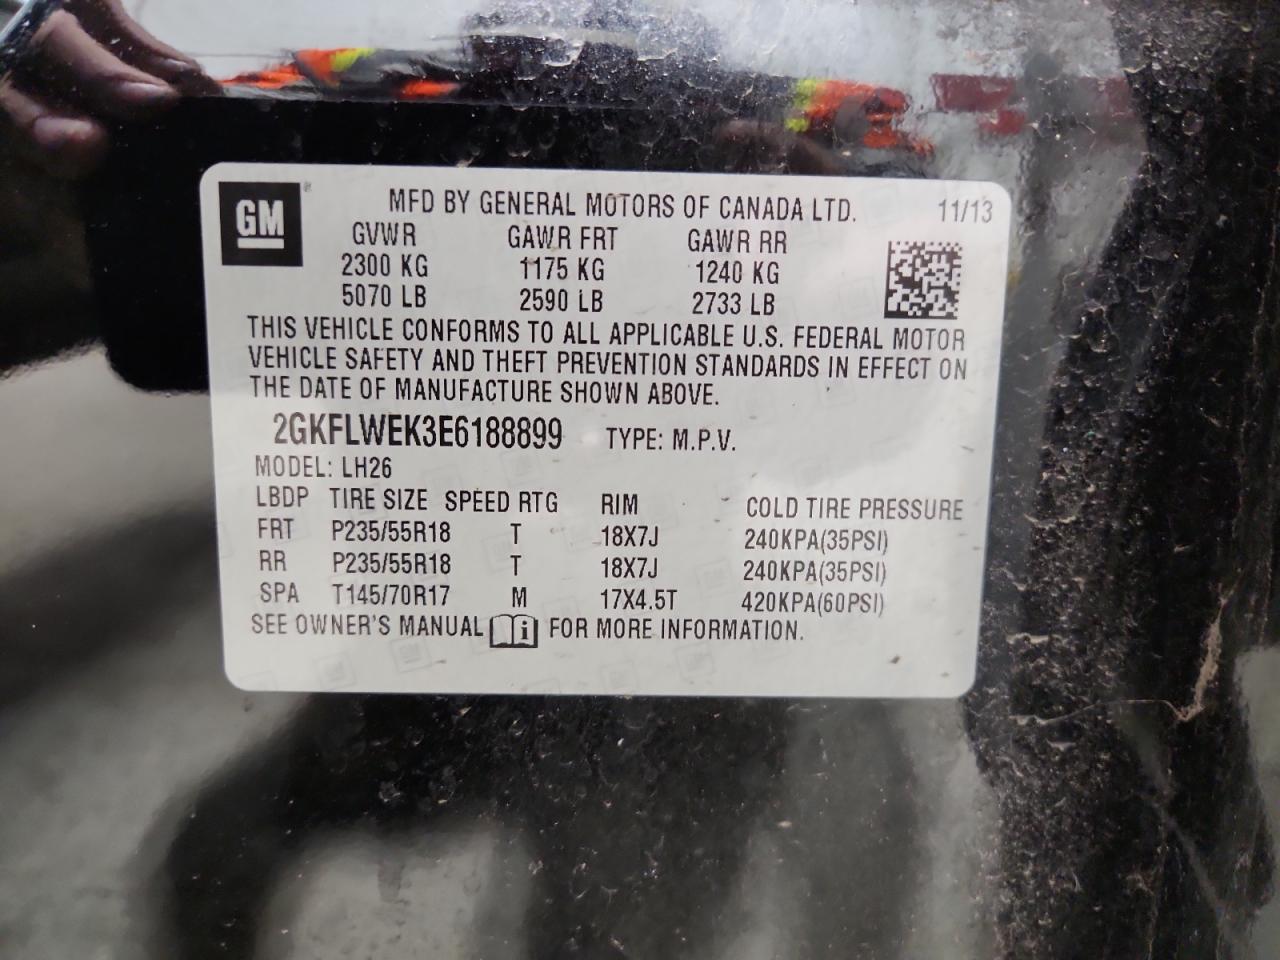 GM
MFD BY GENERAL MOTORS OF CANADA LTD. 11/13
GVWR GAWR FRT GAWR RR
2300 KG 1175 KG 1240 KG
5070 LB 2590 LB 2733 LB
THIS VEHICLE CONFORMS TO ALL APPLICABLE U.S. FEDERAL MOTOR
VEHICLE SAFETY AND THEFT PREVENTION STANDARDS IN EFFECT ON
THE DATE OF MANUFACTURE SHOWN ABOVE.
2GKFLWEK3E6188899 TYPE: M.P.V.
MODEL: LH26
LBDP TIRE SIZE SPEED RTG RIM COLD TIRE PRESSURE
FRT P235/55R18 T 18X7J 240KPA(35PSI)
RR P235/55R18 T 18X7J 240KPA(35PSI)
SPA T145/70R17 M 17X4.5T 420KPA(60PSI)
SEE OWNER'S MANUAL i FOR MORE INFORMATION.